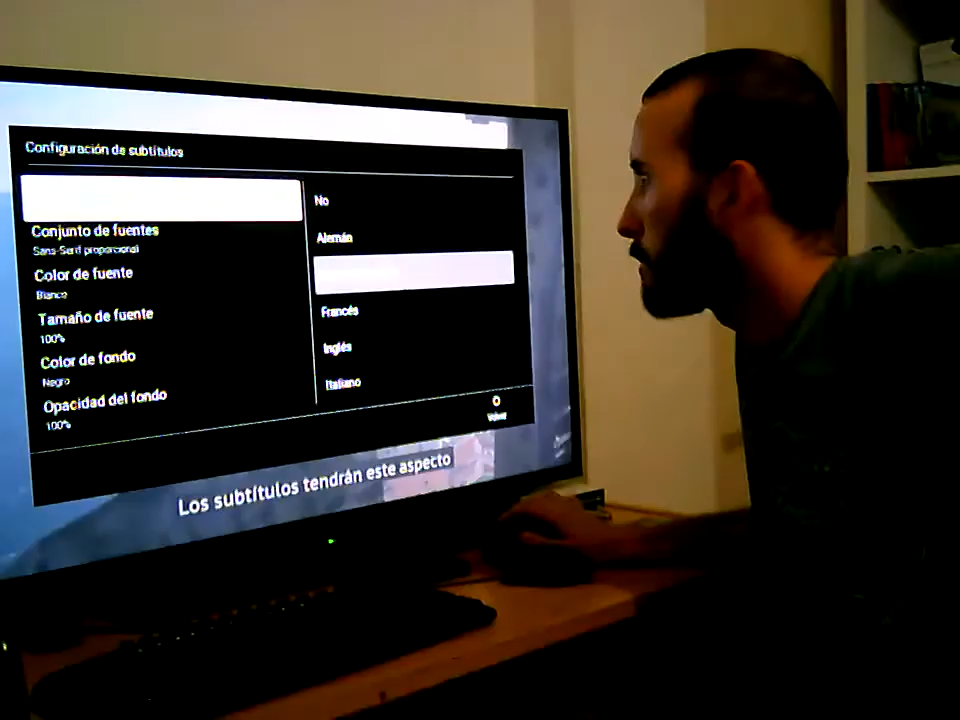 Configuración de subtítulos
Conjunto de fuentes
Sans-Serif proporcional
Color de fuente
Blanco
Tamaño de fuente
100%
Color de fondo
Negro
Opacidad del fondo
100%
No
Alemán
Francés
Inglés
Italiano
Volver
Los subtítulos tendrán este aspecto